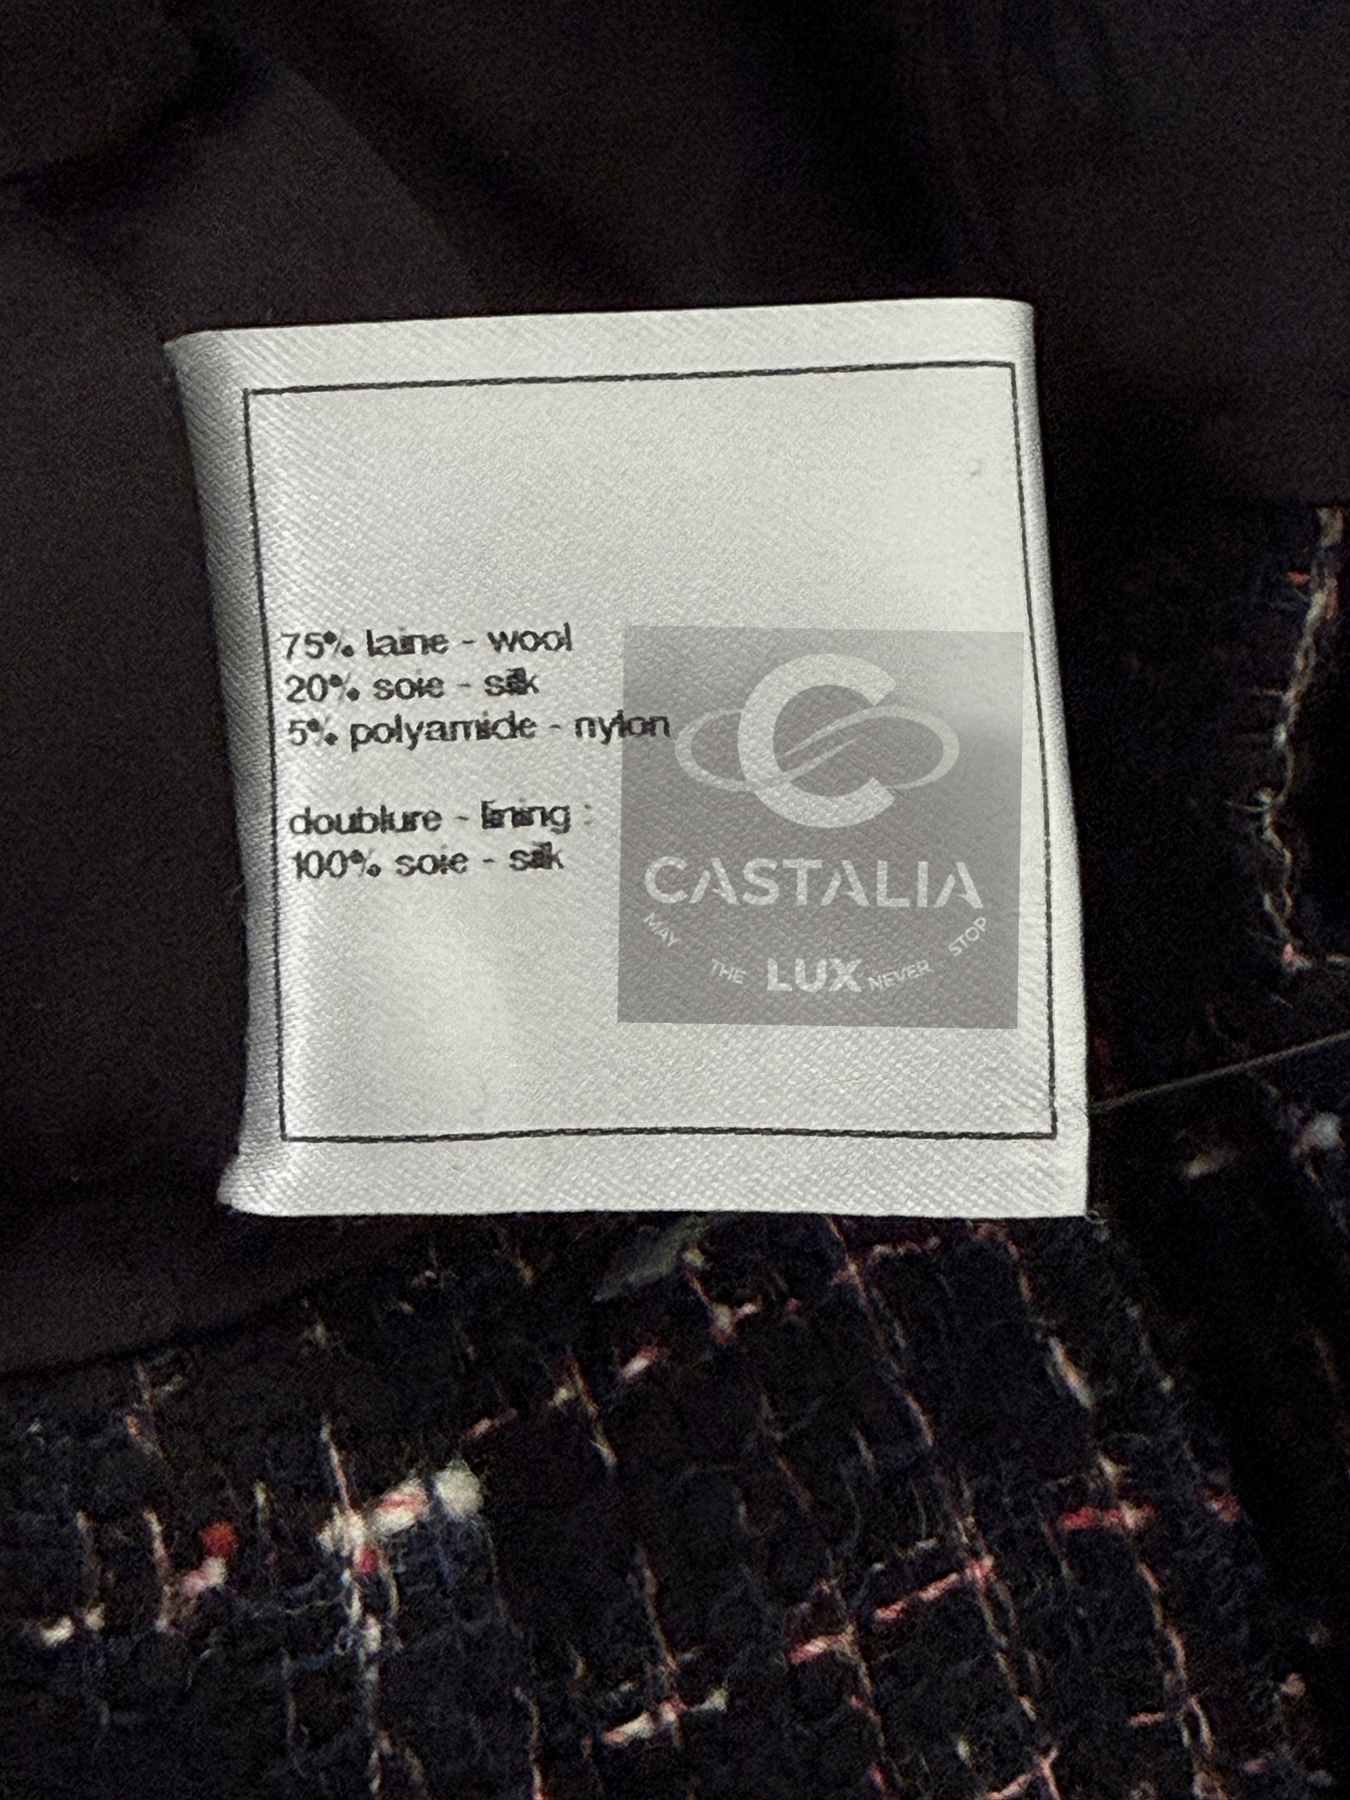 75% laine - wool
20% soie - silk
5% polyamide - nylon
doublure - lining :
100% soie - silk
C
CASTALIA
MAY THE LUX NEVER STOP